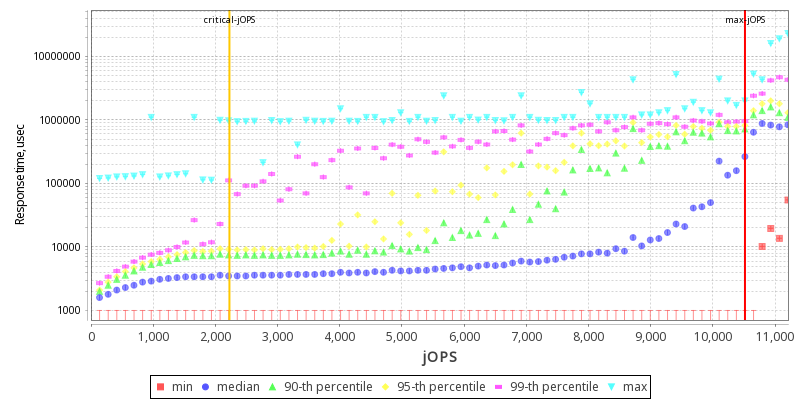 critical-jOPS max-jOPS
10000000
1000000
100000
10000
1000
Response time, usec
0 1,000 2,000 3,000 4,000 5,000 6,000 7,000 8,000 9,000 10,000 11,000
jOPS
min median 90-th percentile 95-th percentile 99-th percentile max